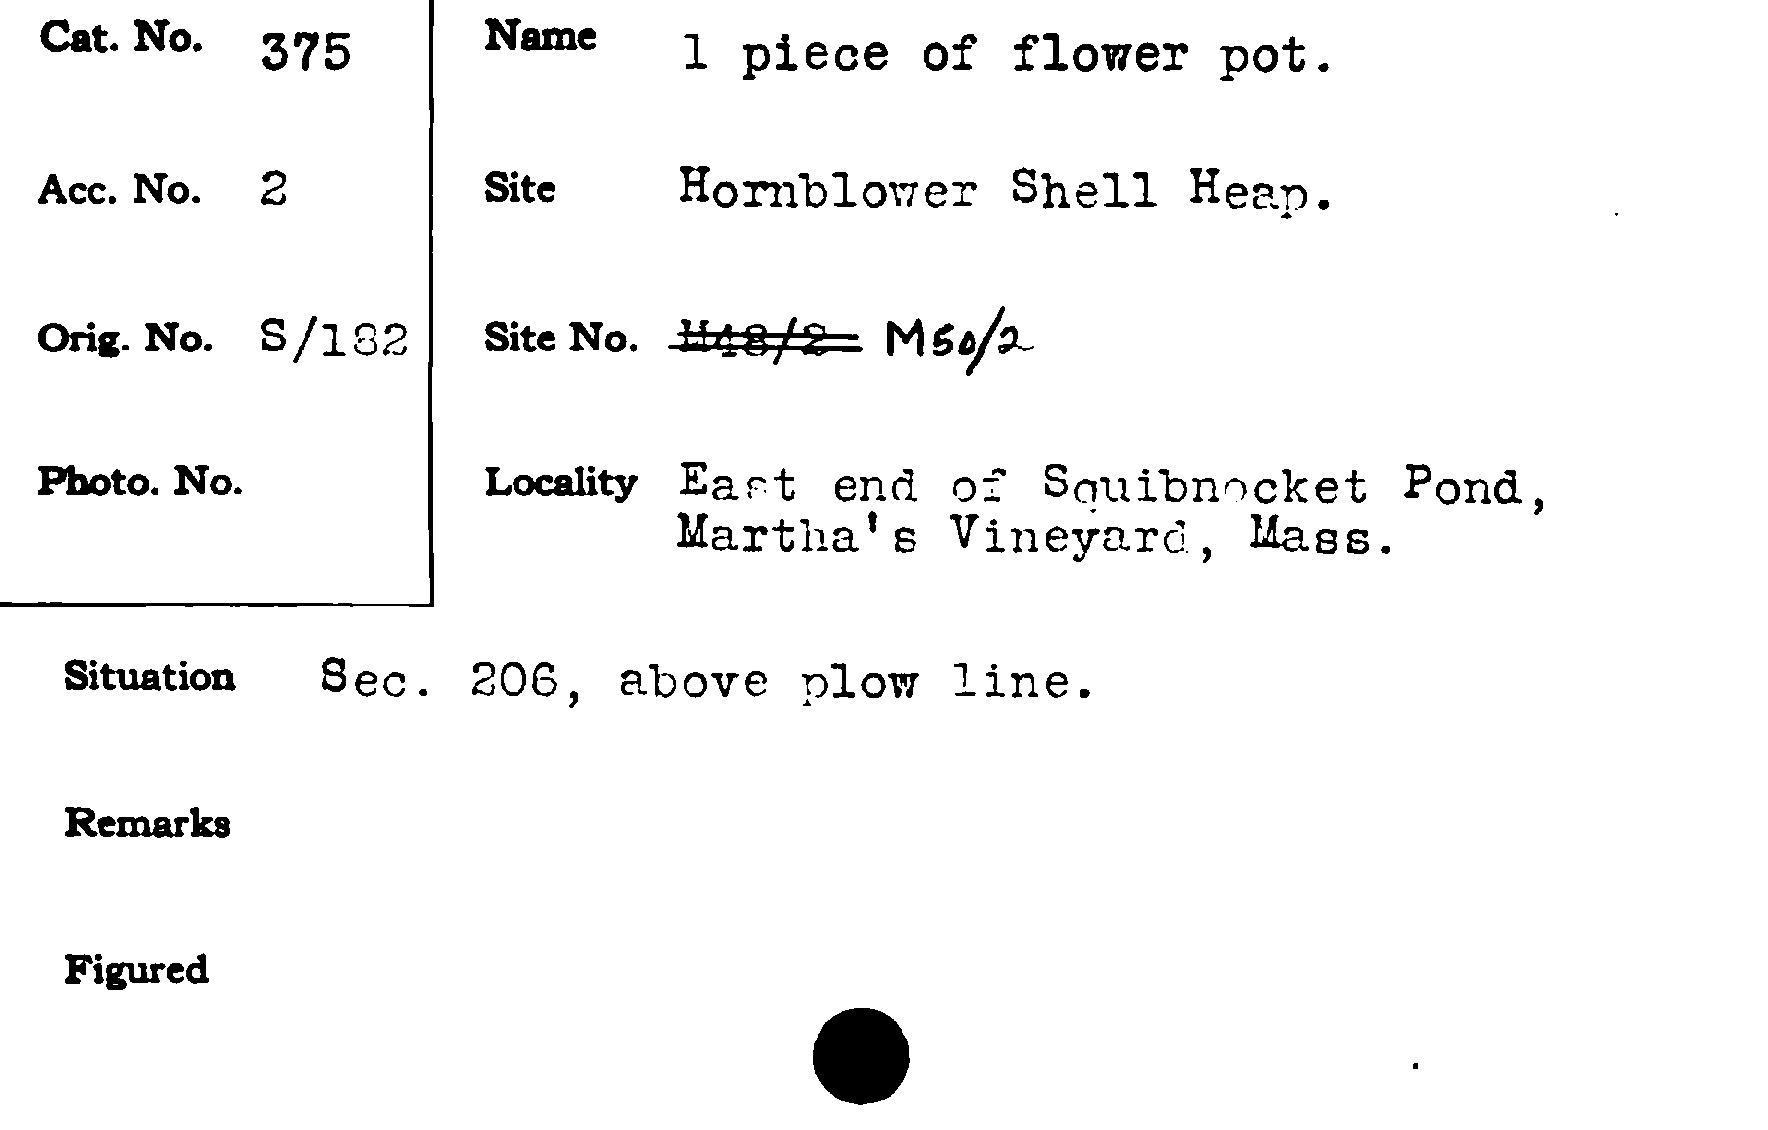 Cat. No. 375
Name 1 piece of flower pot.
Acc. No. 2
Site Hornblower Shell Heap.
Orig. No. S/182
Site No. M48/2 M50/2
Photo. No.
Locality East end of Squibnocket Pond,
Martha's Vineyard, Mass.
Situation Sec. 206, above plow line.
Remarks
Figured